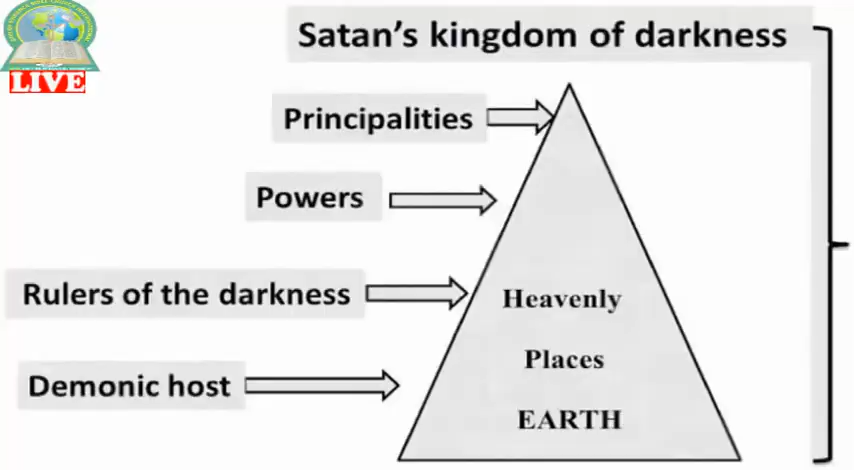 Satan's kingdom of darkness
LIVE
Principalities
Powers
Rulers of the darkness
Heavenly
Places
Demonic host
EARTH